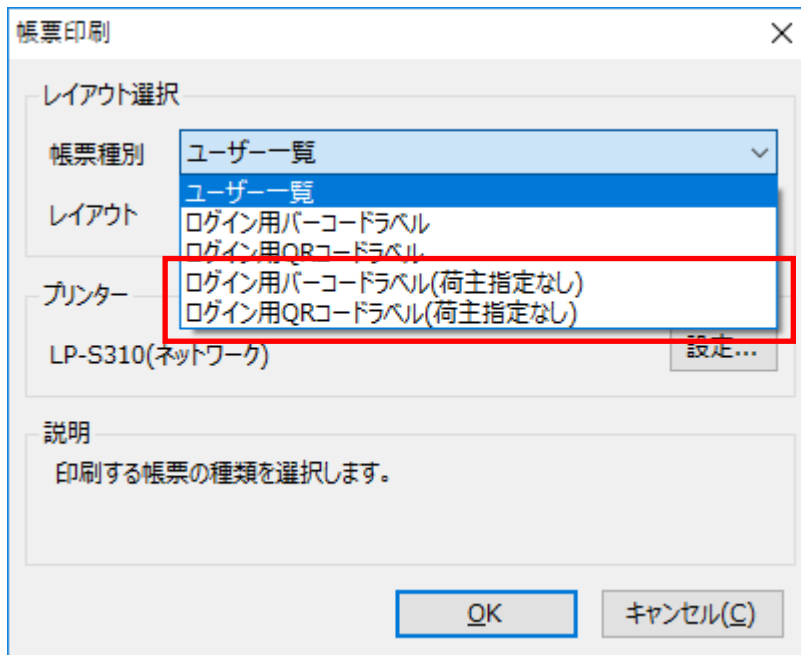 帳票印刷
レイアウト選択
帳票種別
ユーザー一覧
ユーザー一覧
ログイン用バーコードラベル
レイアウト
ログイン用QRコードラベル
ログイン用バーコードラベル(荷主指定なし)
プリンター
ログイン用QRコードラベル(荷主指定なし)
LP-S310(ネットワーク)
設定...
説明
印刷する帳票の種類を選択します。
OK
キャンセル(C)